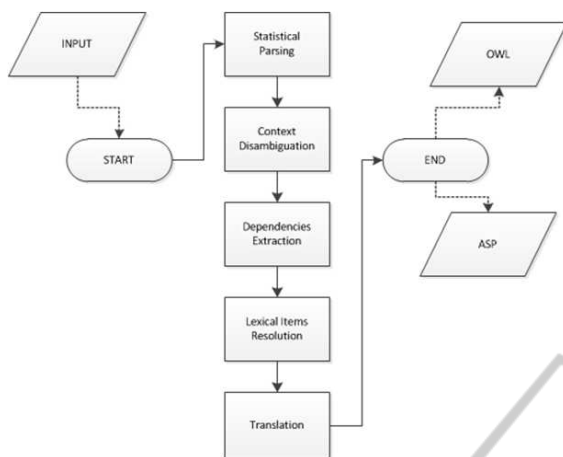 INPUT
START
Statistical
Parsing
Context
Disambiguation
Dependencies
Extraction
Lexical Items
Resolution
Translation
OWL
END
ASP